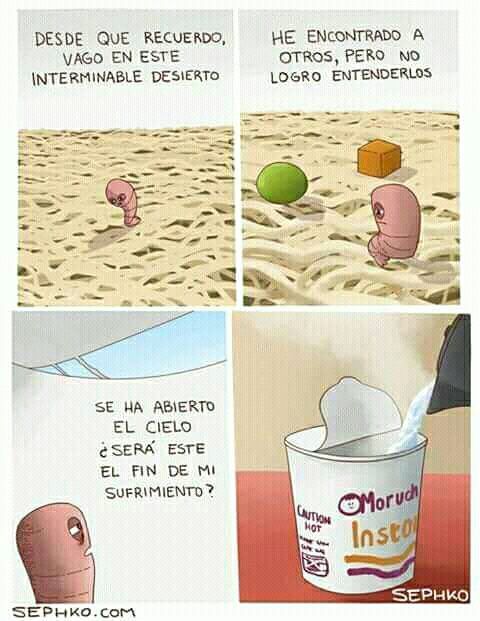 DESDE QUE RECUERDO,
VAGO EN ESTE
INTERMINABLE DESIERTO
HE ENCONTRADO A
OTROS, PERO NO
LOGRO ENTENDERLOS
SE HA ABIERTO
EL CIELO
¿SERÁ ESTE
EL FIN DE MI
SUFRIMIENTO?
Moruch
Insta
CAUTION
HOT
SEPHKO
SEPHKO.COM